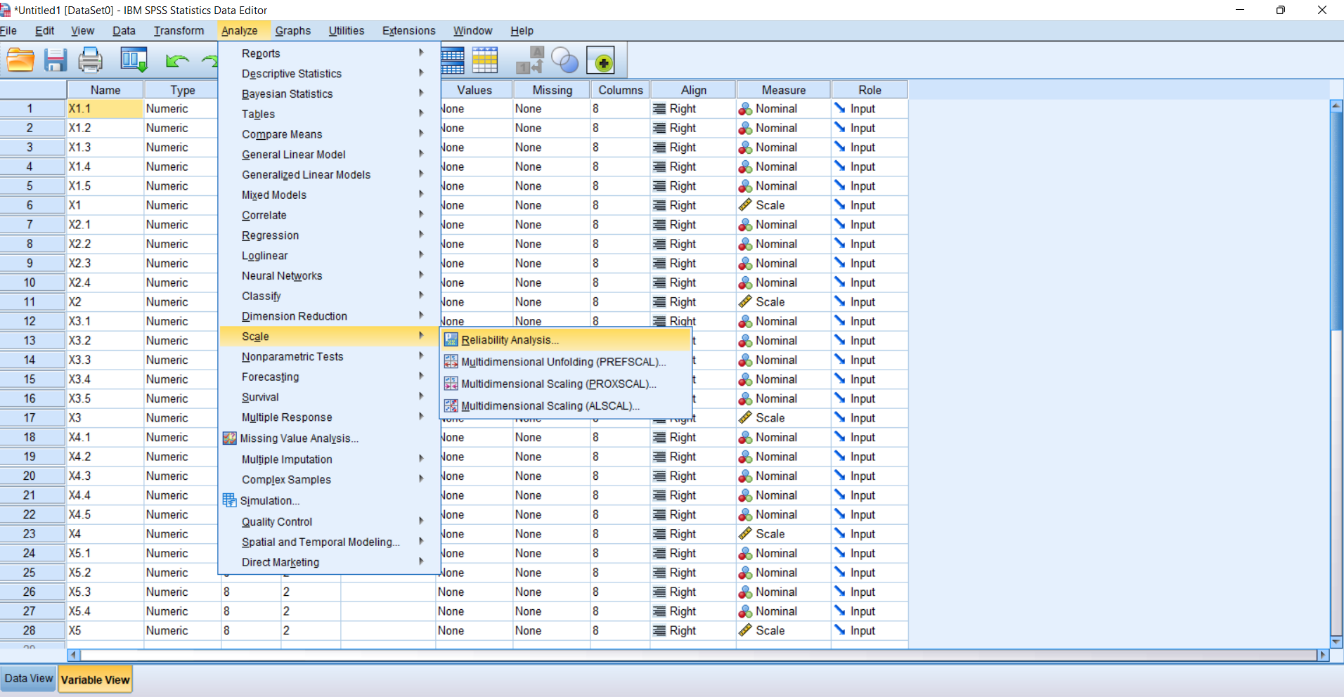 *Untitled1 [DataSet0] - IBM SPSS Statistics Data Editor
File Edit View Data Transform Analyze Graphs Utilities Extensions Window Help
Name Type Values Missing Columns Align Measure Role
1 X1.1 Numeric None None 8 Right Nominal Input
2 X1.2 Numeric None None 8 Right Nominal Input
3 X1.3 Numeric None None 8 Right Nominal Input
4 X1.4 Numeric None None 8 Right Nominal Input
5 X1.5 Numeric None None 8 Right Nominal Input
6 X1 Numeric None None 8 Right Scale Input
7 X2.1 Numeric None None 8 Right Nominal Input
8 X2.2 Numeric None None 8 Right Nominal Input
9 X2.3 Numeric None None 8 Right Nominal Input
10 X2.4 Numeric None None 8 Right Nominal Input
11 X2 Numeric None None 8 Right Scale Input
12 X3.1 Numeric None None 8 Right Nominal Input
13 X3.2 Numeric Nominal Input
14 X3.3 Numeric Nominal Input
15 X3.4 Numeric Nominal Input
16 X3.5 Numeric Nominal Input
17 X3 Numeric Scale Input
18 X4.1 Numeric None None 8 Right Nominal Input
19 X4.2 Numeric None None 8 Right Nominal Input
20 X4.3 Numeric None None 8 Right Nominal Input
21 X4.4 Numeric None None 8 Right Nominal Input
22 X4.5 Numeric None None 8 Right Nominal Input
23 X4 Numeric None None 8 Right Scale Input
24 X5.1 Numeric None None 8 Right Nominal Input
25 X5.2 Numeric None None 8 Right Nominal Input
26 X5.3 Numeric 8 2 None None 8 Right Nominal Input
27 X5.4 Numeric 8 2 None None 8 Right Nominal Input
28 X5 Numeric 8 2 None None 8 Right Scale Input
Reports
Descriptive Statistics
Bayesian Statistics
Tables
Compare Means
General Linear Model
Generalized Linear Models
Mixed Models
Correlate
Regression
Loglinear
Neural Networks
Classify
Dimension Reduction
Scale
Nonparametric Tests
Forecasting
Survival
Multiple Response
Missing Value Analysis...
Multiple Imputation
Complex Samples
Simulation...
Quality Control
Spatial and Temporal Modeling...
Direct Marketing
Reliability Analysis...
Multidimensional Unfolding (PREFSCAL)...
Multidimensional Scaling (PROXSCAL)...
Multidimensional Scaling (ALSCAL)...
Data View Variable View